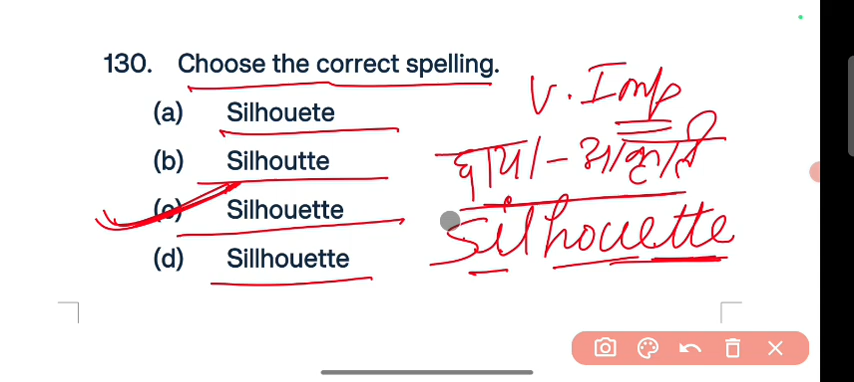 130. Choose the correct spelling.
(a) Silhouete
(b) Silhoutte
(c) Silhouette
(d) Sillhouette
V. Imp
छाया - आकृति
Silhouette